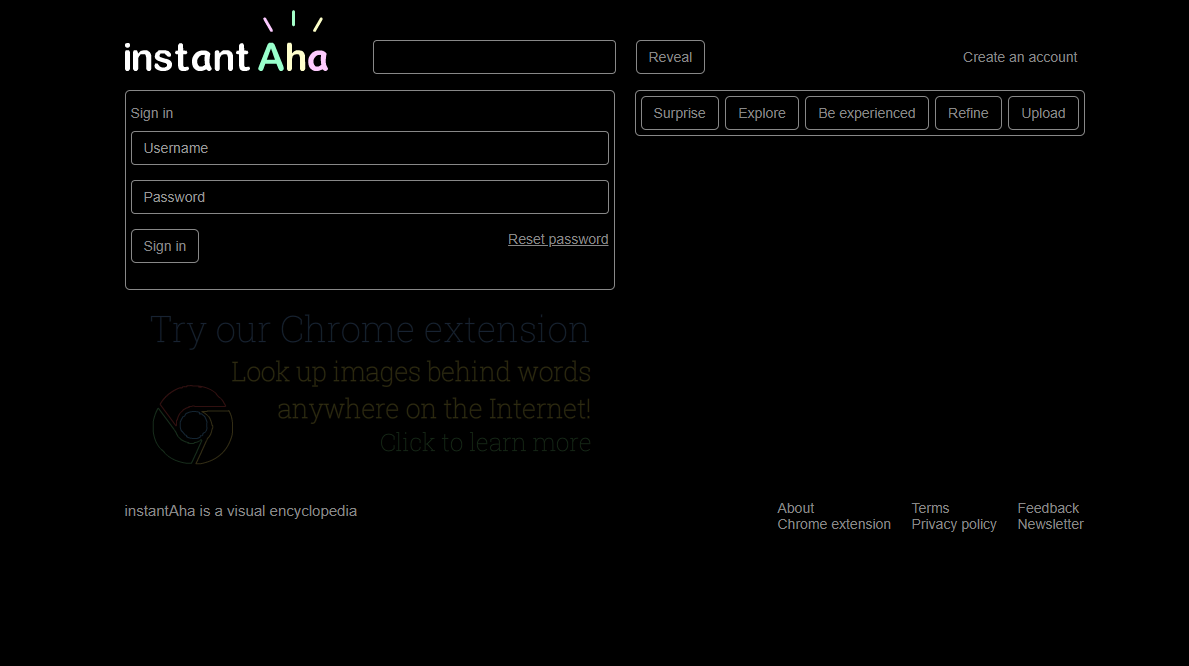 instant Aha
Reveal
Create an account
Sign in
Username
Password
Sign in
Reset password
Surprise
Explore
Be experienced
Refine
Upload
Try our Chrome extension
Look up images behind words
anywhere on the Internet!
Click to learn more
instantAha is a visual encyclopedia
About
Chrome extension
Terms
Privacy policy
Feedback
Newsletter